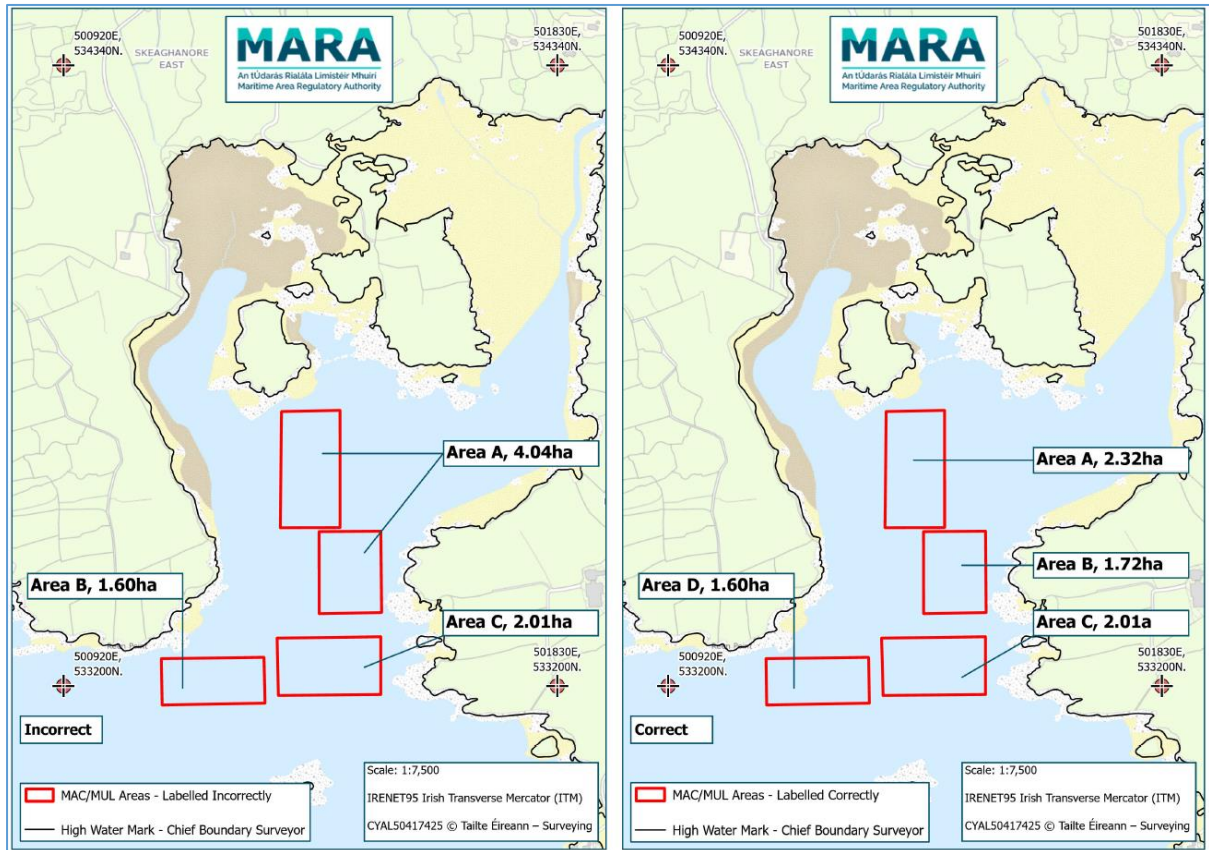 500920E,
534340N.
SKEAGHANORE
EAST
MARA
An tÚdarás Rialála Limistéir Mhuirí
Maritime Area Regulatory Authority
501830E,
534340N.
Area A, 4.04ha
Area B, 1.60ha
Area C, 2.01ha
500920E,
533200N.
501830E,
533200N.
Incorrect
MAC/MUL Areas - Labelled Incorrectly
High Water Mark - Chief Boundary Surveyor
Scale: 1:7,500
IRENET95 Irish Transverse Mercator (ITM)
CYAL50417425 © Tailte Éireann – Surveying
500920E,
534340N.
SKEAGHANORE
EAST
MARA
An tÚdarás Rialála Limistéir Mhuirí
Maritime Area Regulatory Authority
501830E,
534340N.
Area A, 2.32ha
Area B, 1.72ha
Area D, 1.60ha
Area C, 2.01a
500920E,
533200N.
501830E,
533200N.
Correct
MAC/MUL Areas - Labelled Correctly
High Water Mark - Chief Boundary Surveyor
Scale: 1:7,500
IRENET95 Irish Transverse Mercator (ITM)
CYAL50417425 © Tailte Éireann – Surveying